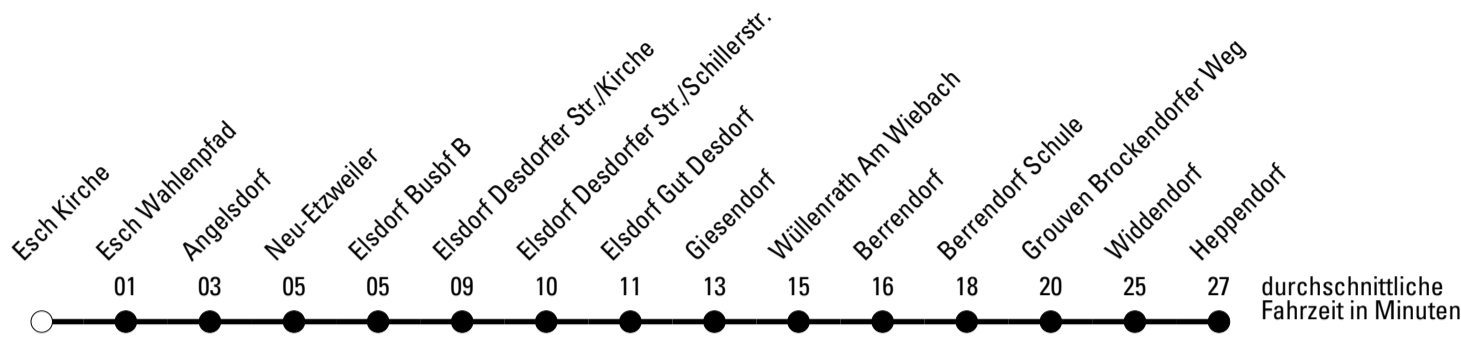 Esch Kirche
Esch Wahlenpfad
Angelsdorf
Neu-Etzweiler
Elsdorf Busbf B
Elsdorf Desdorfer Str./Kirche
Elsdorf Desdorfer Str./Schillerstr.
Elsdorf Gut Desdorf
Giesendorf
Wüllenrath Am Wiebach
Berrendorf
Berrendorf Schule
Grouven Brockendorfer Weg
Widdendorf
Heppendorf
01 03 05 05 09 10 11 13 15 16 18 20 25 27
durchschnittliche
Fahrzeit in Minuten